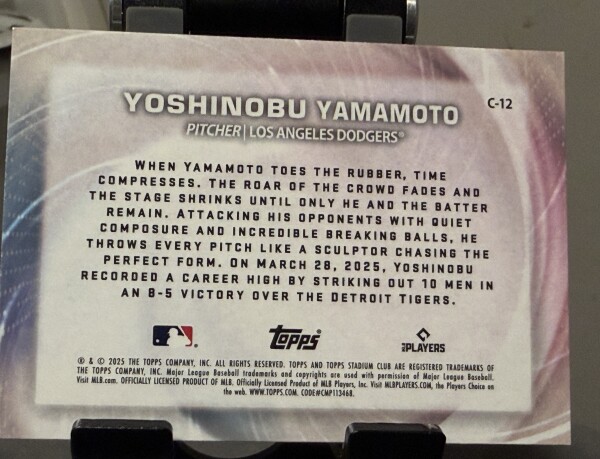 YOSHINOBU YAMAMOTO
C-12
PITCHER | LOS ANGELES DODGERS®
WHEN YAMAMOTO TOES THE RUBBER, TIME
COMPRESSES. THE ROAR OF THE CROWD FADES AND
THE STAGE SHRINKS UNTIL ONLY HE AND THE BATTER
REMAIN. ATTACKING HIS OPPONENTS WITH QUIET
COMPOSURE AND INCREDIBLE BREAKING BALLS, HE
THROWS EVERY PITCH LIKE A SCULPTOR CHASING THE
PERFECT FORM. ON MARCH 28, 2025, YOSHINOBU
RECORDED A CAREER HIGH BY STRIKING OUT 10 MEN IN
AN 8-5 VICTORY OVER THE DETROIT TIGERS.
Topps
PLAYERS
® & © 2025 THE TOPPS COMPANY, INC. ALL RIGHTS RESERVED. TOPPS AND TOPPS STADIUM CLUB ARE REGISTERED TRADEMARKS OF
THE TOPPS COMPANY, INC. Major League Baseball trademarks and copyrights are used with permission of Major League Baseball.
Visit MLB.com. OFFICIALLY LICENSED PRODUCT OF MLB. Officially Licensed Product of MLB Players, Inc. Visit MLBPLAYERS.COM, the Players Choice on
the web. WWW.TOPPS.COM. CODE#CMP113468.